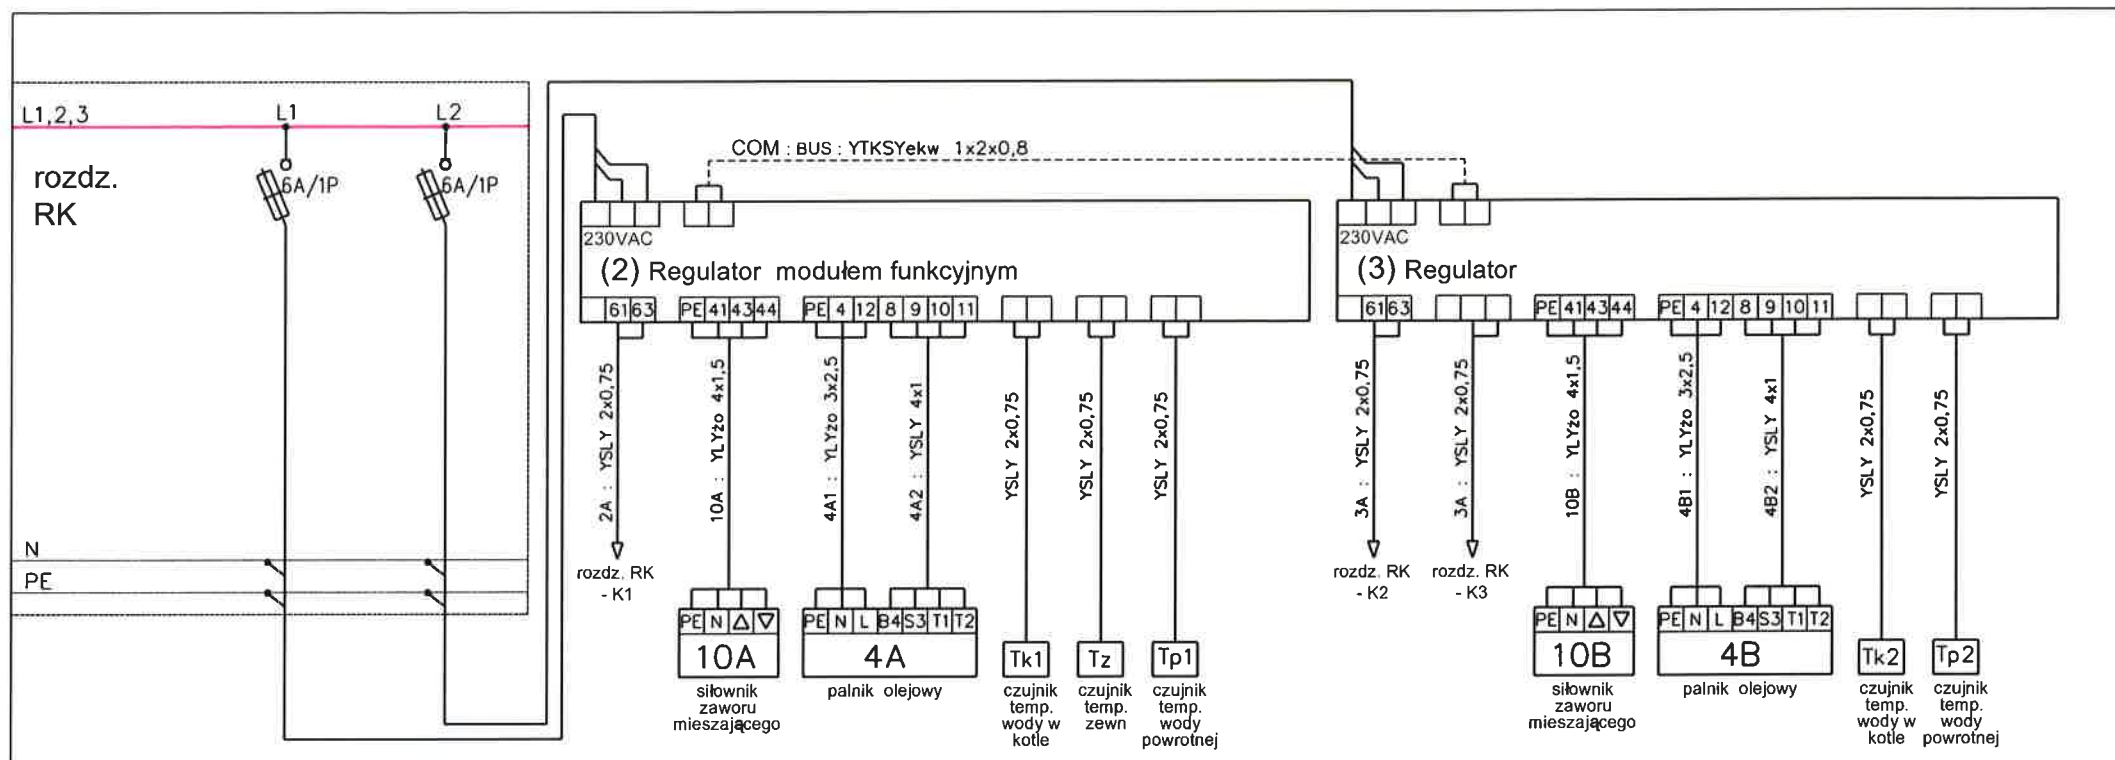 L1,2,3
L1
L2
rozdz.
RK
6A/1P
6A/1P
N
PE
COM : BUS : YTKSYekw 1x2x0,8
230VAC
(2) Regulator modułem funkcyjnym
61 63
PE 41 43 44
PE 4 12 8 9 10 11
2A : YSLY 2x0,75
10A : YLYżo 4x1,5
4A1 : YLYżo 3x2,5
4A2 : YSLY 4x1
YSLY 2x0,75
YSLY 2x0,75
YSLY 2x0,75
rozdz. RK
- K1
PE N △ ▽
10A
siłownik
zaworu
mieszającego
PE N L B4 S3 T1 T2
4A
palnik olejowy
Tk1
czujnik
temp.
wody w
kotle
Tz
czujnik
temp.
zewn
Tp1
czujnik
temp.
wody
powrotnej
230VAC
(3) Regulator
61 63
PE 41 43 44
PE 4 12 8 9 10 11
3A : YSLY 2x0,75
3A : YSLY 2x0,75
10B : YLYżo 4x1,5
4B1 : YLYżo 3x2,5
4B2 : YSLY 4x1
YSLY 2x0,75
YSLY 2x0,75
rozdz. RK
- K2
rozdz. RK
- K3
PE N △ ▽
10B
siłownik
zaworu
mieszającego
PE N L B4 S3 T1 T2
4B
palnik olejowy
Tk2
czujnik
temp.
wody w
kotle
Tp2
czujnik
temp.
wody
powrotnej